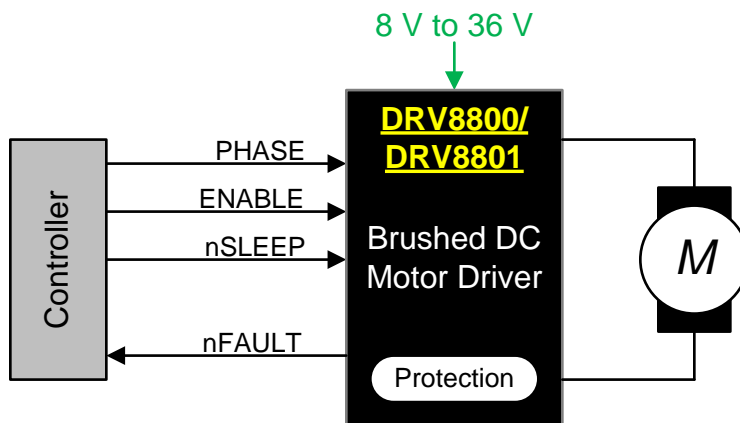 8 V to 36 V
DRV8800/
DRV8801
PHASE
ENABLE
nSLEEP
nFAULT
Controller
Brushed DC
Motor Driver
Protection
M